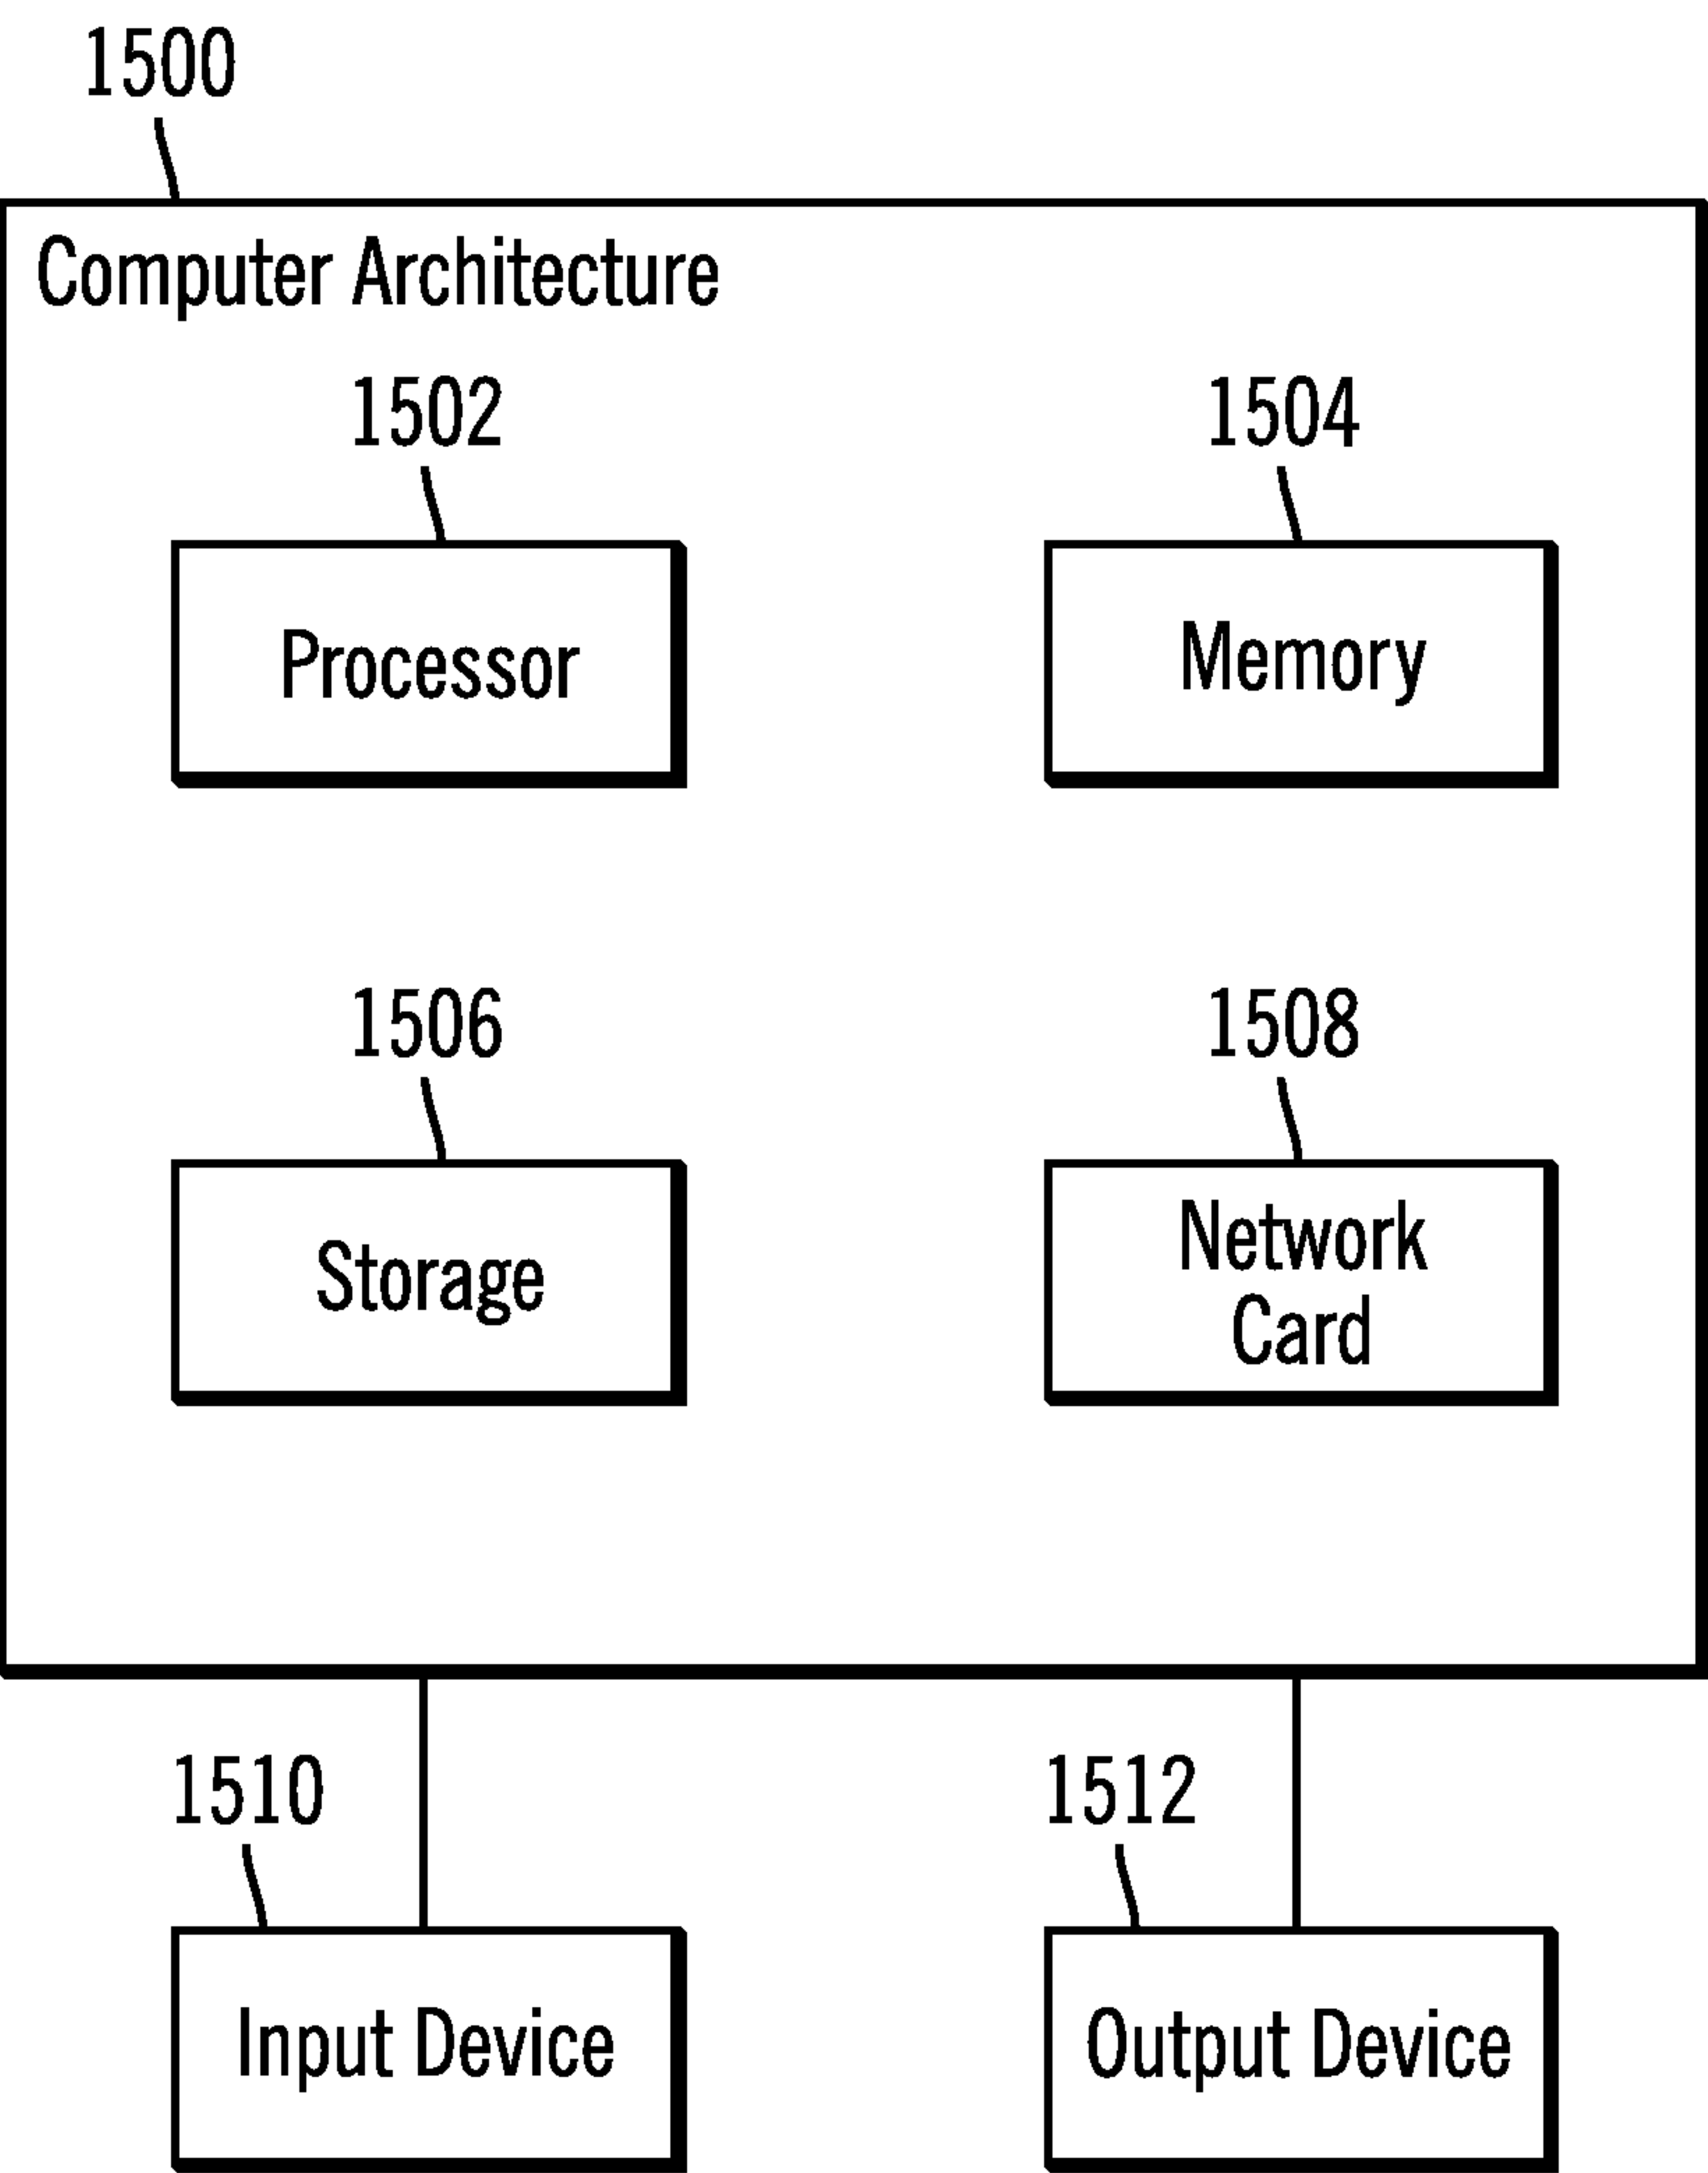 1500
Computer Architecture
1502
1504
Processor
Memory
1506
1508
Storage
Network
Card
1510
1512
Input Device
Output Device